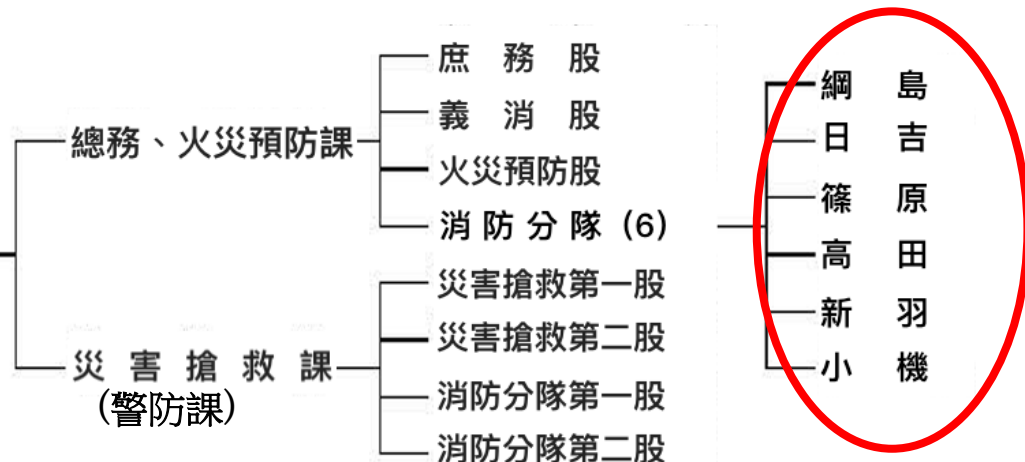 總務、火災預防課
庶務股
義消股
火災預防股
消防分隊（6）
綱島
日吉
篠原
高田
新羽
小機
災害搶救課
(警防課)
災害搶救第一股
災害搶救第二股
消防分隊第一股
消防分隊第二股